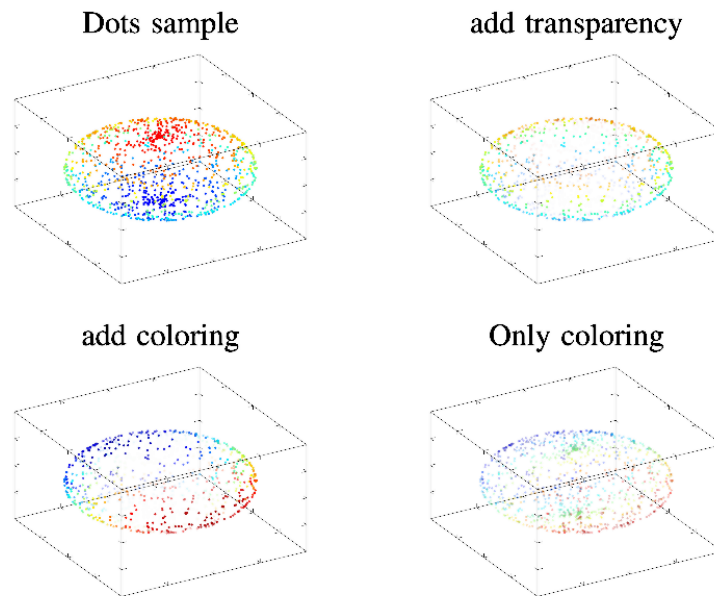 Dots sample
add transparency
add coloring
Only coloring